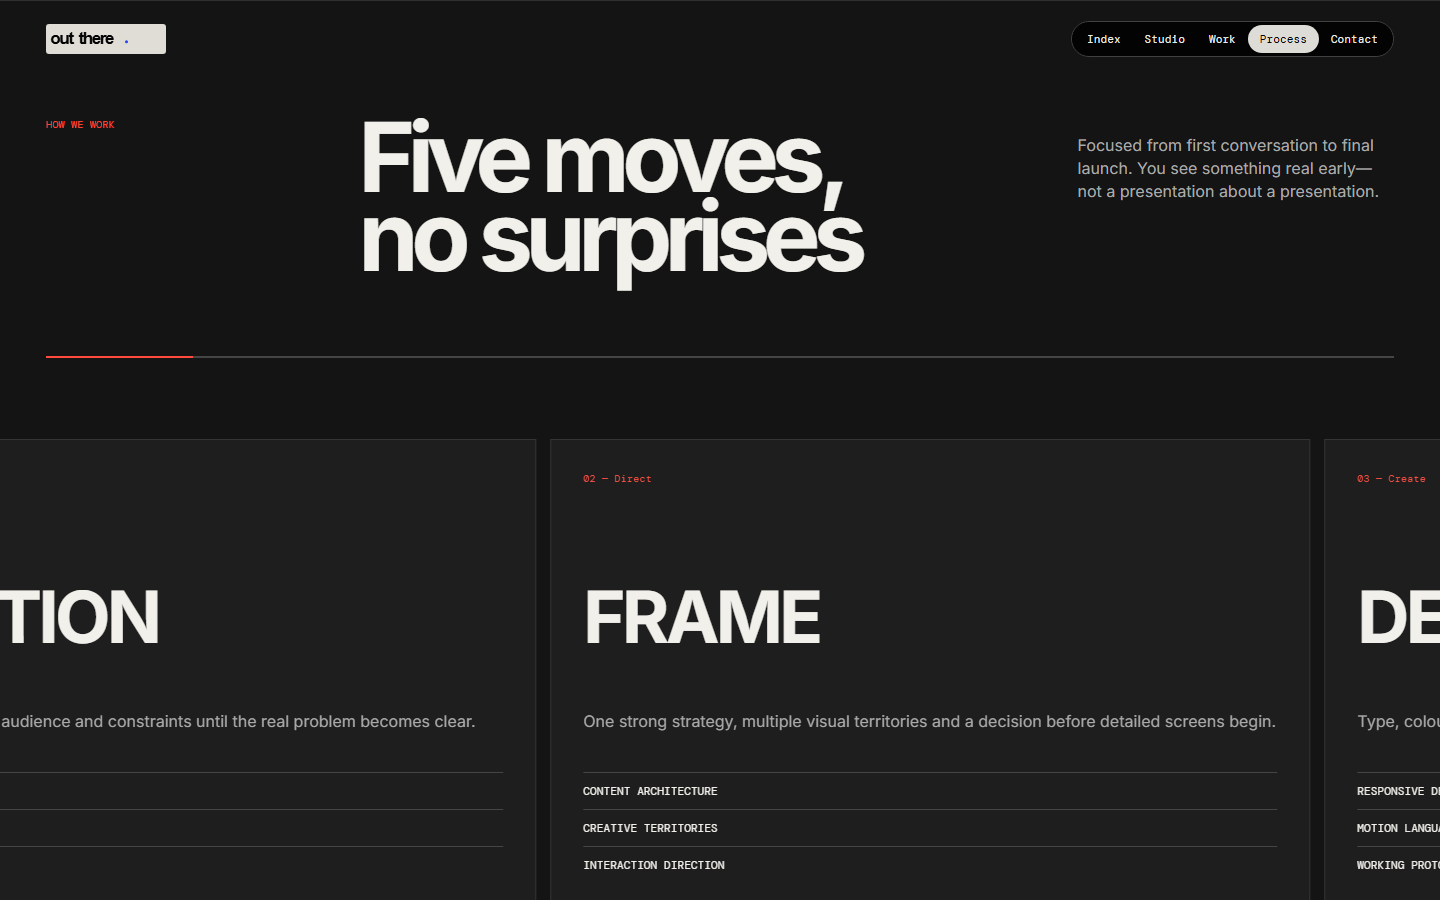 out there .
Index Studio Work Process Contact
HOW WE WORK
Five moves,
no surprises
Focused from first conversation to final
launch. You see something real early—
not a presentation about a presentation.
TION
audience and constraints until the real problem becomes clear.
02 — Direct
FRAME
One strong strategy, multiple visual territories and a decision before detailed screens begin.
CONTENT ARCHITECTURE
CREATIVE TERRITORIES
INTERACTION DIRECTION
03 — Create
DE
Type, colou
RESPONSIVE D
MOTION LANGU
WORKING PROT